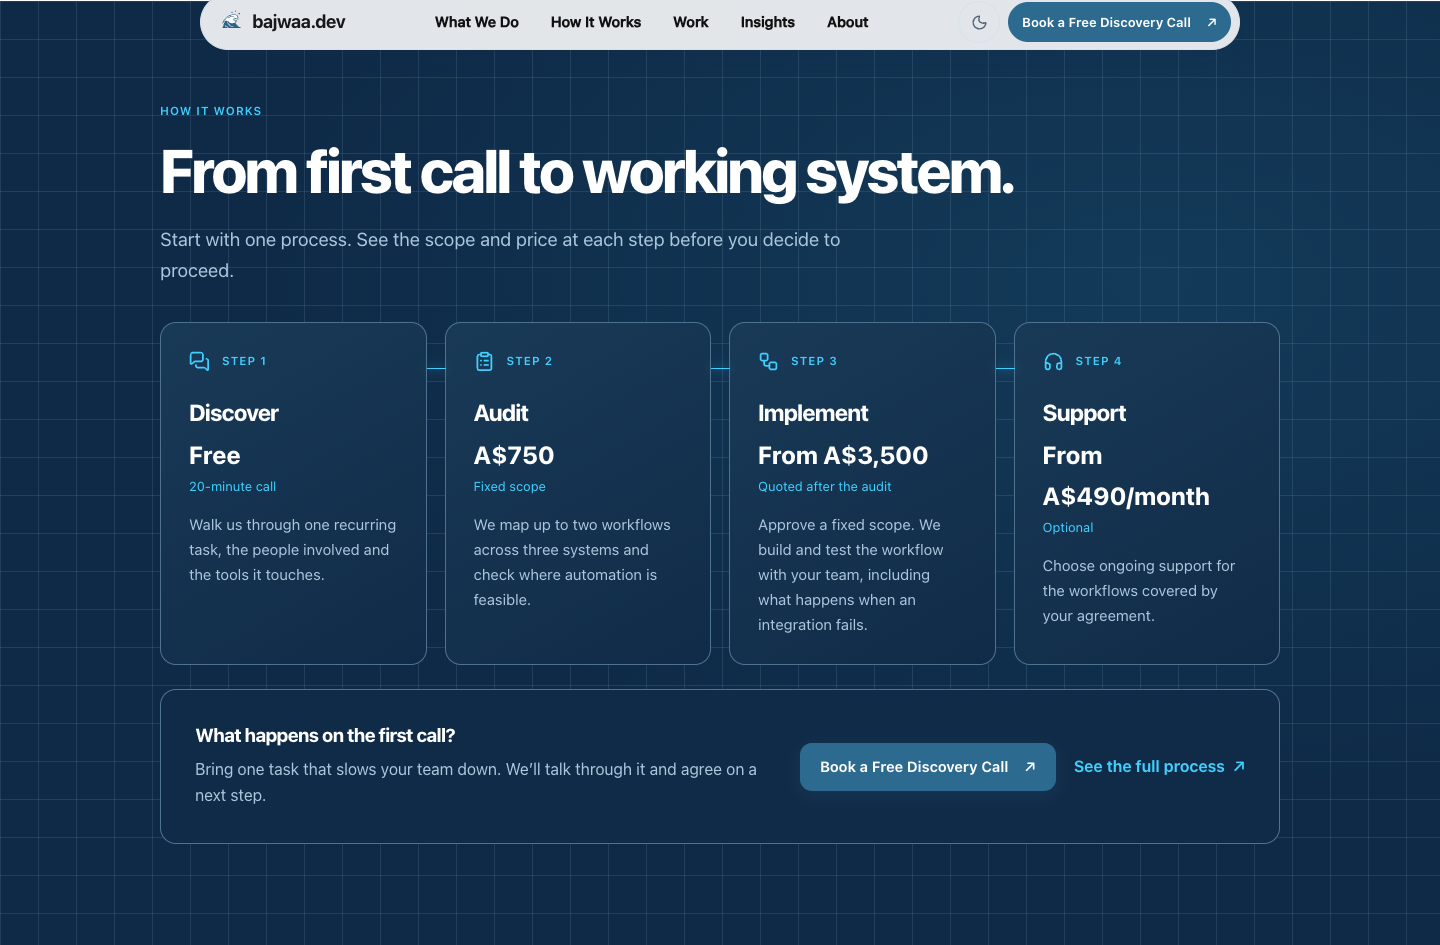 bajwaa.dev
What We Do
How It Works
Work
Insights
About
Book a Free Discovery Call
HOW IT WORKS
From first call to working system.
Start with one process. See the scope and price at each step before you decide to
proceed.
STEP 1
Discover
Free
20-minute call
Walk us through one recurring
task, the people involved and
the tools it touches.
STEP 2
Audit
A$750
Fixed scope
We map up to two workflows
across three systems and
check where automation is
feasible.
STEP 3
Implement
From A$3,500
Quoted after the audit
Approve a fixed scope. We
build and test the workflow
with your team, including
what happens when an
integration fails.
STEP 4
Support
From
A$490/month
Optional
Choose ongoing support for
the workflows covered by
your agreement.
What happens on the first call?
Bring one task that slows your team down. We’ll talk through it and agree on a
next step.
Book a Free Discovery Call
See the full process